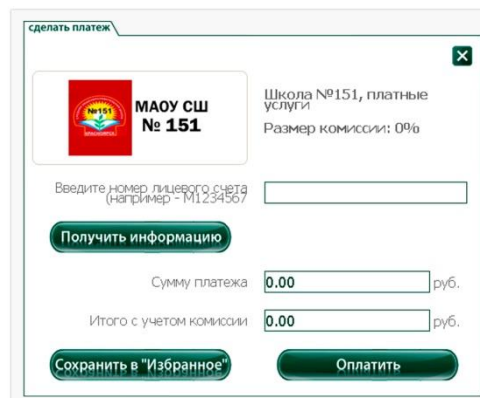 сделать платеж
№151
МАОУ СШ
№ 151
Школа №151, платные
услуги
Размер комиссии: 0%
Введите номер лицевого счета
(например - М1234567
Получить информацию
Сумму платежа 0.00 руб.
Итого с учетом комиссии 0.00 руб.
Сохранить в "Избранное" Оплатить